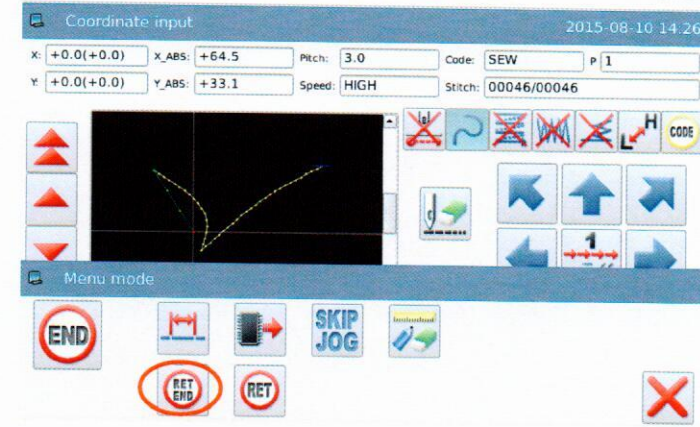 Coordinate input 2015-08-10 14:26
X: +0.0(+0.0) X_ABS: +64.5 Pitch: 3.0 Code: SEW P 1
Y: +0.0(+0.0) Y_ABS: +33.1 Speed: HIGH Stitch: 00046/00046
L H CODE
1
Menu mode
END SKIP JOG
RET END RET